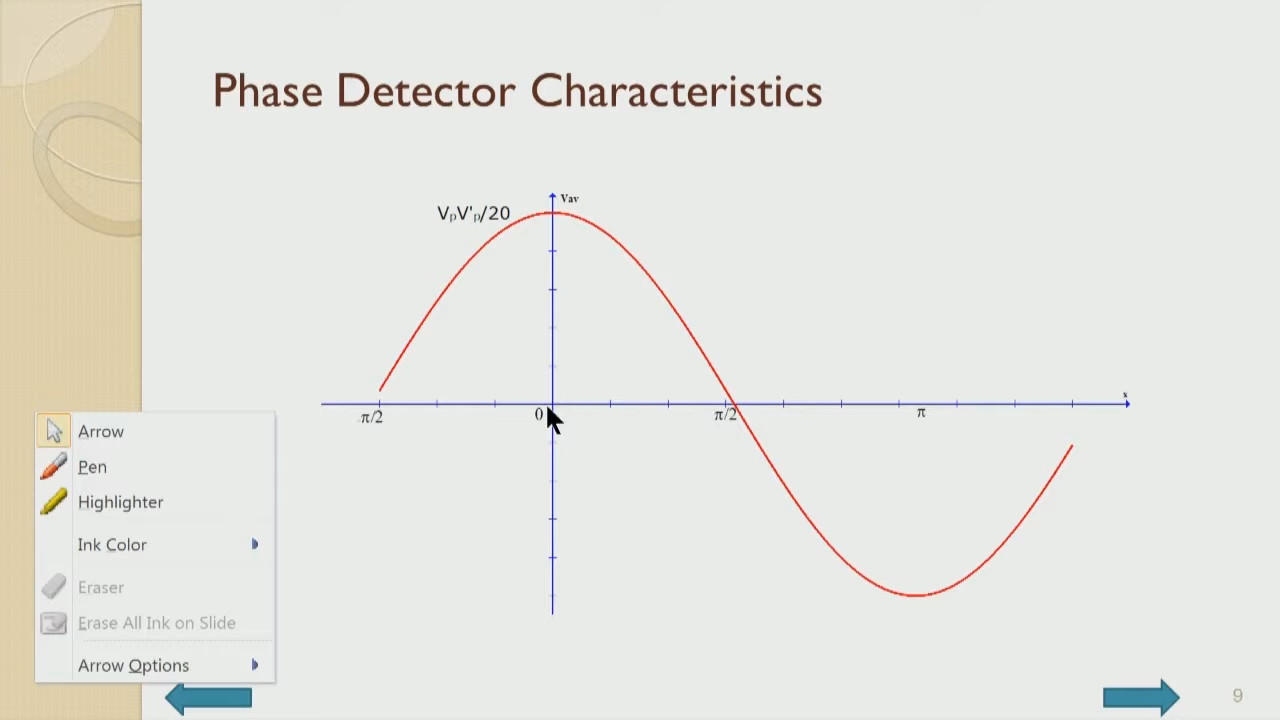 Phase Detector Characteristics
VₚV'ₚ/20
Vav
x
π/2
0
π/2
π
Arrow
Pen
Highlighter
Ink Color
Eraser
Erase All Ink on Slide
Arrow Options
9